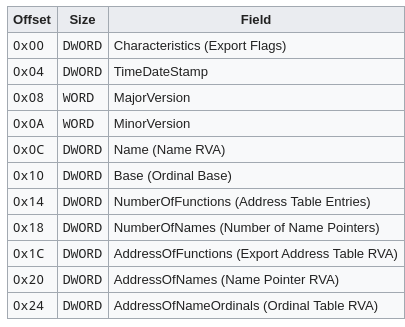 Offset Size Field
0x00 DWORD Characteristics (Export Flags)
0x04 DWORD TimeDateStamp
0x08 WORD MajorVersion
0x0A WORD MinorVersion
0x0C DWORD Name (Name RVA)
0x10 DWORD Base (Ordinal Base)
0x14 DWORD NumberOfFunctions (Address Table Entries)
0x18 DWORD NumberOfNames (Number of Name Pointers)
0x1C DWORD AddressOfFunctions (Export Address Table RVA)
0x20 DWORD AddressOfNames (Name Pointer RVA)
0x24 DWORD AddressOfNameOrdinals (Ordinal Table RVA)